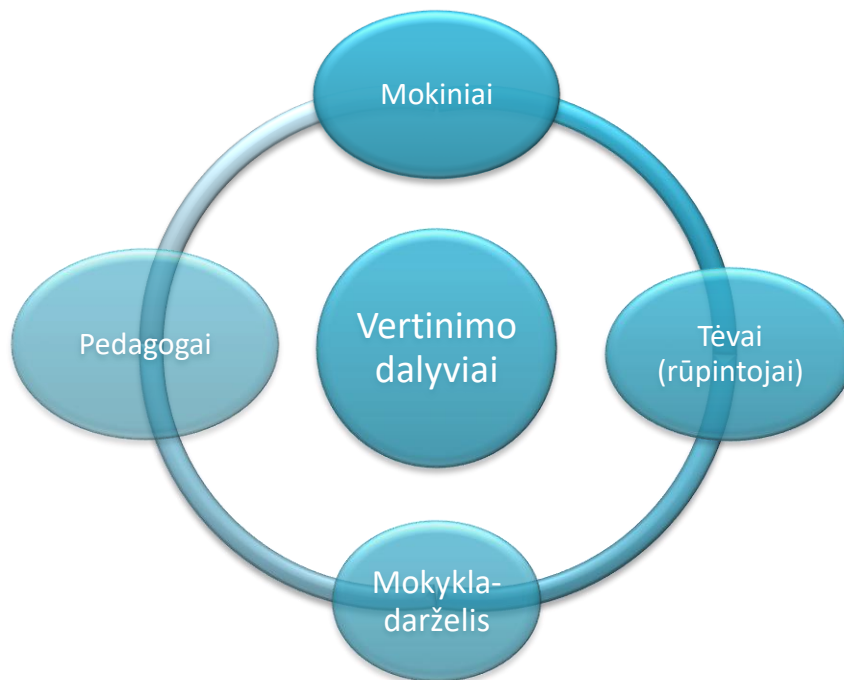 Mokiniai
Vertinimo
dalyviai
Tėvai
(rūpintojai)
Mokykla-
darželis
Pedagogai